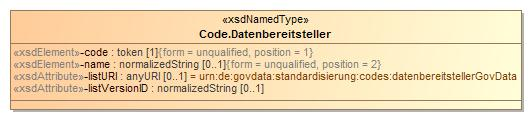 «xsdNamedType»
Code.Datenbereitsteller
«xsdElement»-code : token [1]{form = unqualified, position = 1}
«xsdElement»-name : normalizedString [0..1]{form = unqualified, position = 2}
«xsdAttribute»-listURI : anyURI [0..1] = urn:de:govdata:standardisierung:codes:datenbereitstellerGovData
«xsdAttribute»-listVersionID : normalizedString [0..1]